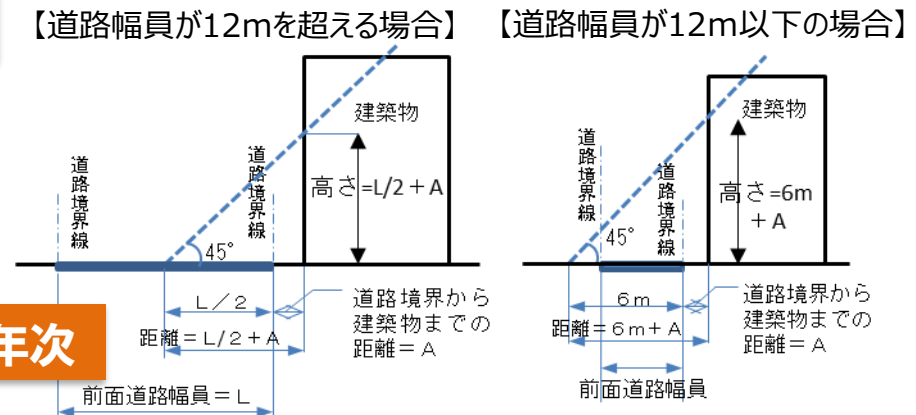 【道路幅員が12mを超える場合】
道路境界線
道路境界線
建築物
高さ=L/2+A
45°
L/2
距離=L/2+A
道路境界から
建築物までの
距離=A
前面道路幅員=L
年次
【道路幅員が12m以下の場合】
道路境界線
道路境界線
建築物
高さ=6m
+A
45°
6m
距離=6m+A
道路境界から
建築物までの
距離=A
前面道路幅員